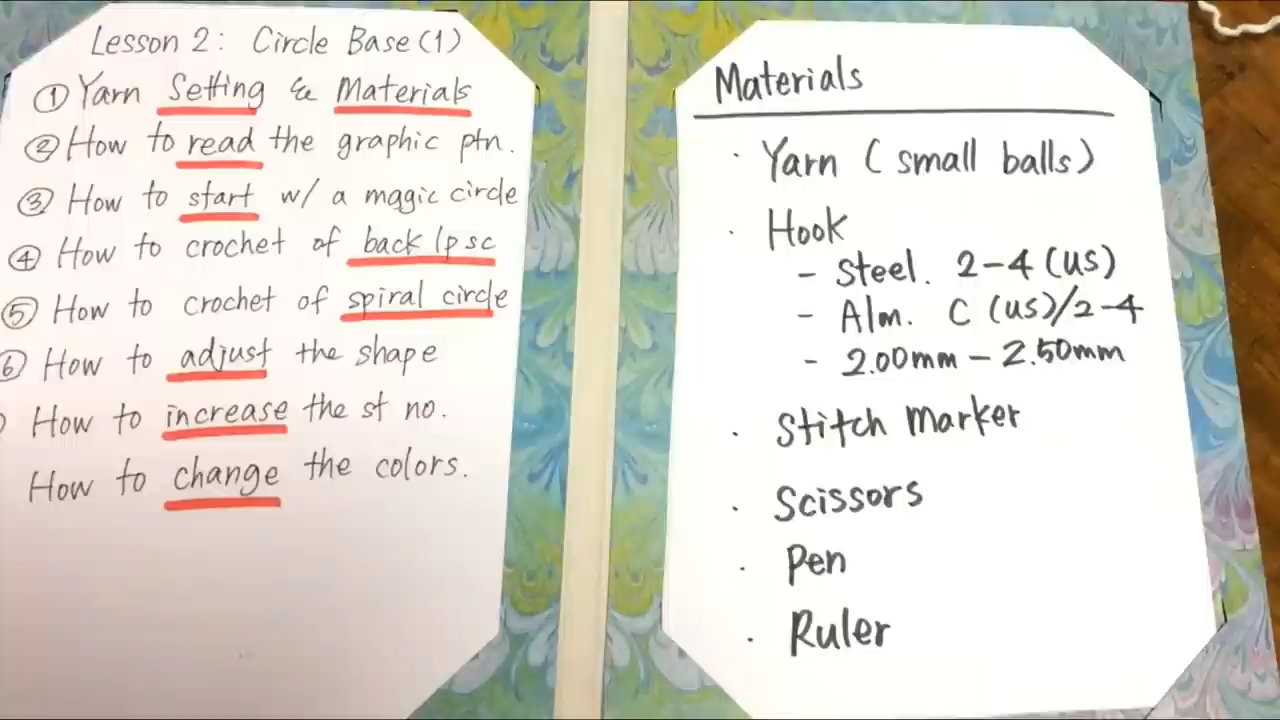 Lesson 2: Circle Base(1)
① Yarn Setting & Materials
② How to read the graphic ptn.
③ How to start w/ a magic circle
④ How to crochet of back lp sc
⑤ How to crochet of spiral circle
⑥ How to adjust the shape
How to increase the st no.
How to change the colors.
Materials
· Yarn (small balls)
· Hook
- Steel. 2-4 (US)
- Alm. C (US)/2-4
- 2.00mm - 2.50mm
· Stitch Marker
· Scissors
· Pen
· Ruler